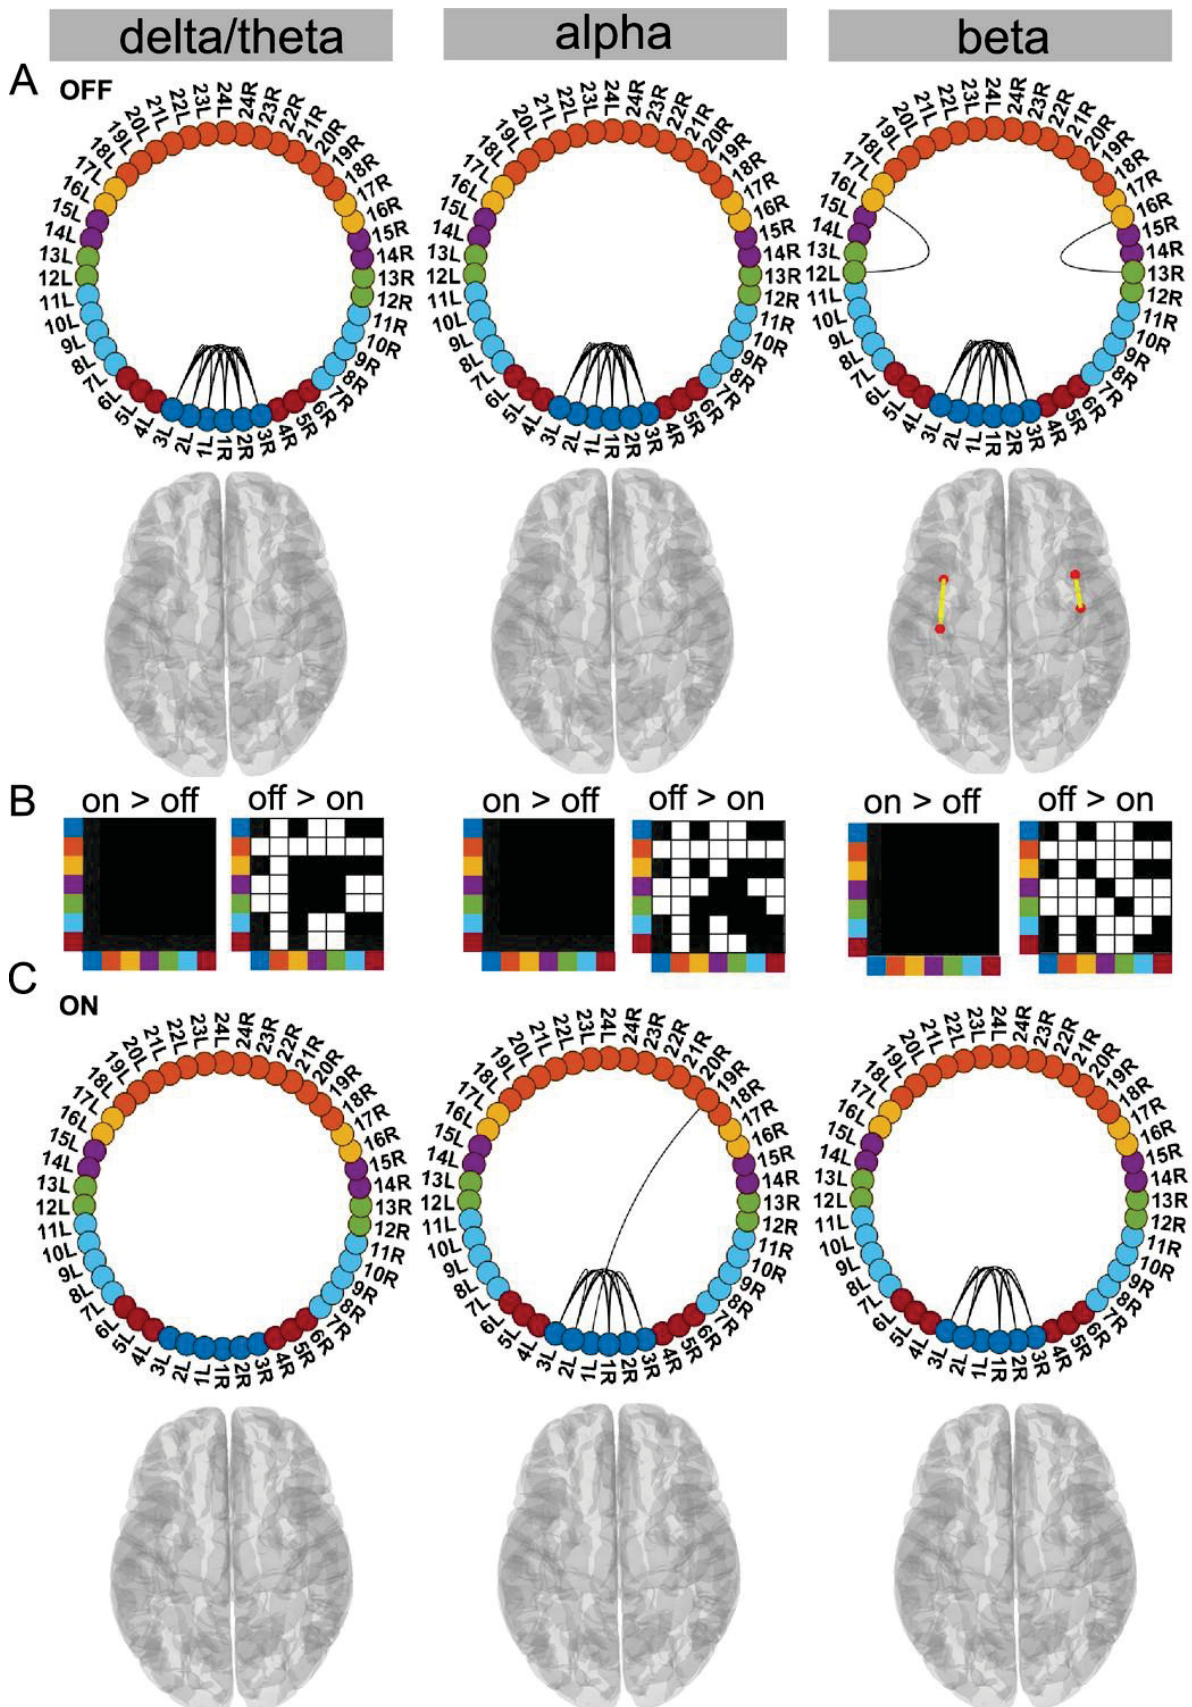 delta/theta alpha beta
A OFF
24L 24R 23R 22R 21R 20R 19R 18R 17R 16R 15R 14R 13R 12R 11R 10R 9R 8R 7R 6R 5R 4R 3R 2R 1R 1L 2L 3L 4L 5L 6L 7L 8L 9L 10L 11L 12L 13L 14L 15L 16L 17L 18L 19L 20L 21L 22L 23L
24L 24R 23R 22R 21R 20R 19R 18R 17R 16R 15R 14R 13R 12R 11R 10R 9R 8R 7R 6R 5R 4R 3R 2R 1R 1L 2L 3L 4L 5L 6L 7L 8L 9L 10L 11L 12L 13L 14L 15L 16L 17L 18L 19L 20L 21L 22L 23L
24L 24R 23R 22R 21R 20R 19R 18R 17R 16R 15R 14R 13R 12R 11R 10R 9R 8R 7R 6R 5R 4R 3R 2R 1R 1L 2L 3L 4L 5L 6L 7L 8L 9L 10L 11L 12L 13L 14L 15L 16L 17L 18L 19L 20L 21L 22L 23L
B on > off off > on on > off off > on on > off off > on
C ON
24L 24R 23R 22R 21R 20R 19R 18R 17R 16R 15R 14R 13R 12R 11R 10R 9R 8R 7R 6R 5R 4R 3R 2R 1R 1L 2L 3L 4L 5L 6L 7L 8L 9L 10L 11L 12L 13L 14L 15L 16L 17L 18L 19L 20L 21L 22L 23L
24L 24R 23R 22R 21R 20R 19R 18R 17R 16R 15R 14R 13R 12R 11R 10R 9R 8R 7R 6R 5R 4R 3R 2R 1R 1L 2L 3L 4L 5L 6L 7L 8L 9L 10L 11L 12L 13L 14L 15L 16L 17L 18L 19L 20L 21L 22L 23L
24L 24R 23R 22R 21R 20R 19R 18R 17R 16R 15R 14R 13R 12R 11R 10R 9R 8R 7R 6R 5R 4R 3R 2R 1R 1L 2L 3L 4L 5L 6L 7L 8L 9L 10L 11L 12L 13L 14L 15L 16L 17L 18L 19L 20L 21L 22L 23L